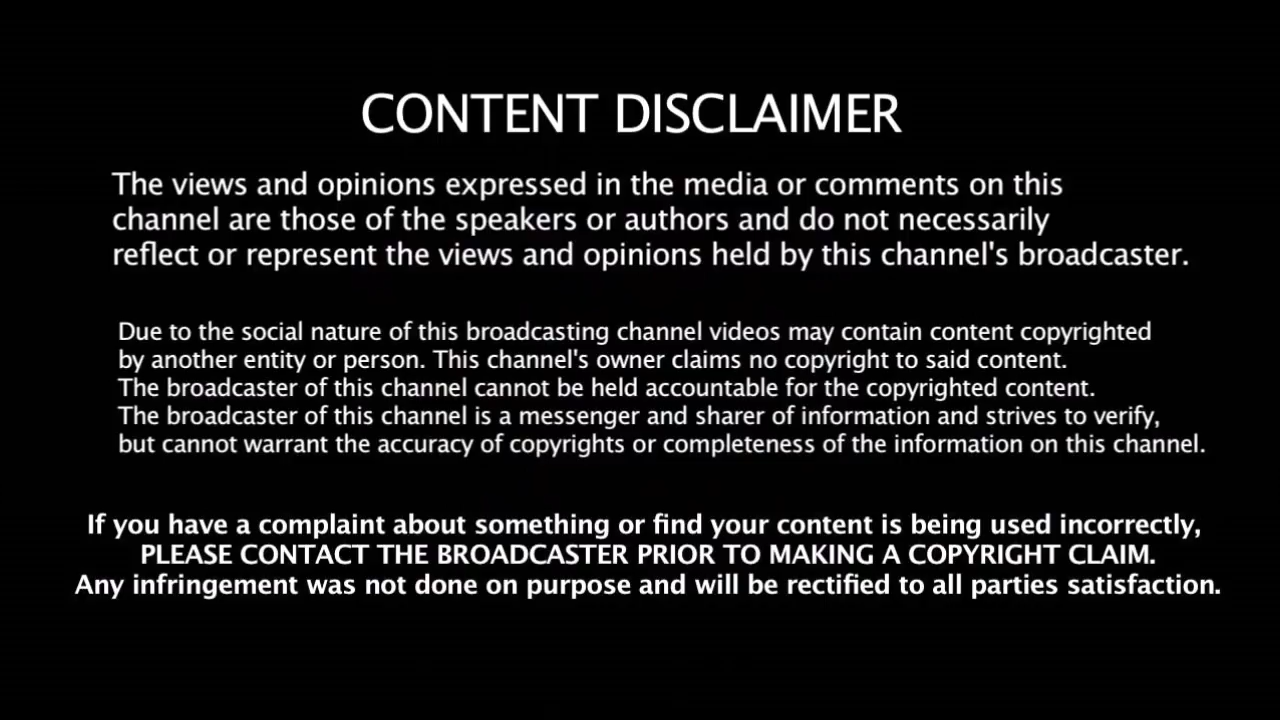 CONTENT DISCLAIMER
The views and opinions expressed in the media or comments on this
channel are those of the speakers or authors and do not necessarily
reflect or represent the views and opinions held by this channel's broadcaster.
Due to the social nature of this broadcasting channel videos may contain content copyrighted
by another entity or person. This channel's owner claims no copyright to said content.
The broadcaster of this channel cannot be held accountable for the copyrighted content.
The broadcaster of this channel is a messenger and sharer of information and strives to verify,
but cannot warrant the accuracy of copyrights or completeness of the information on this channel.
If you have a complaint about something or find your content is being used incorrectly,
PLEASE CONTACT THE BROADCASTER PRIOR TO MAKING A COPYRIGHT CLAIM.
Any infringement was not done on purpose and will be rectified to all parties satisfaction.